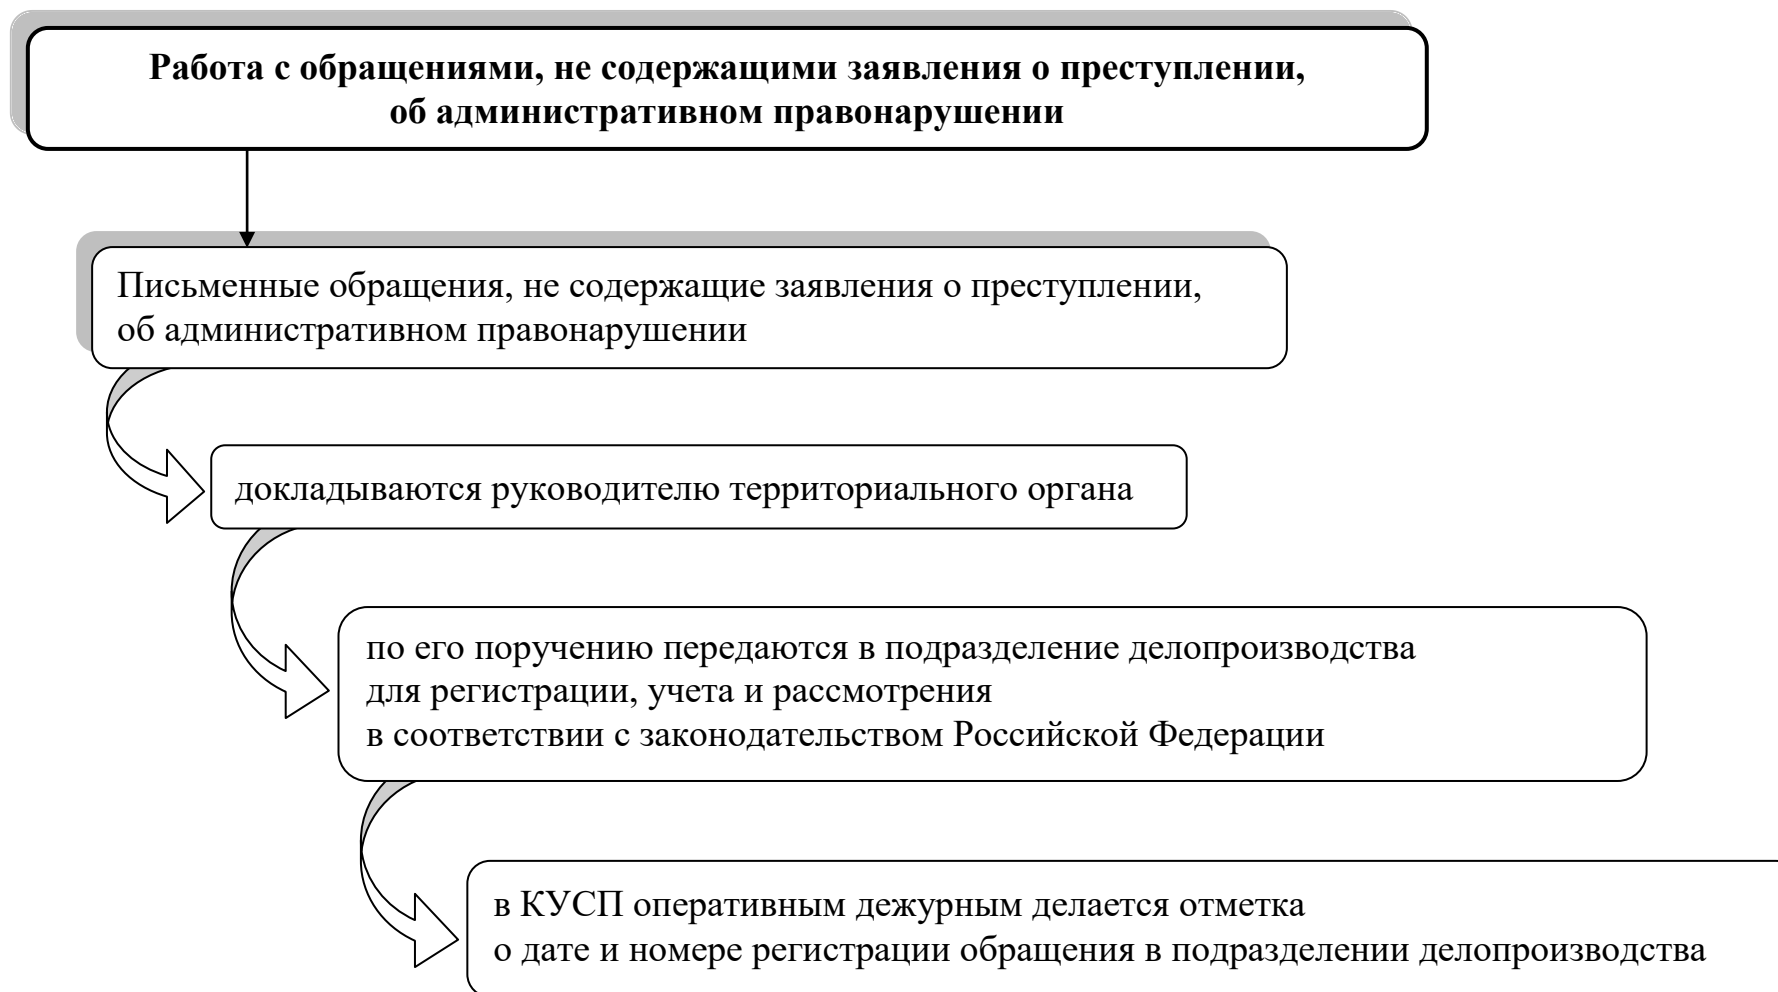 Работа с обращениями, не содержащими заявления о преступлении,
об административном правонарушении
Письменные обращения, не содержащие заявления о преступлении,
об административном правонарушении
докладываются руководителю территориального органа
по его поручению передаются в подразделение делопроизводства
для регистрации, учета и рассмотрения
в соответствии с законодательством Российской Федерации
в КУСП оперативным дежурным делается отметка
о дате и номере регистрации обращения в подразделении делопроизводства